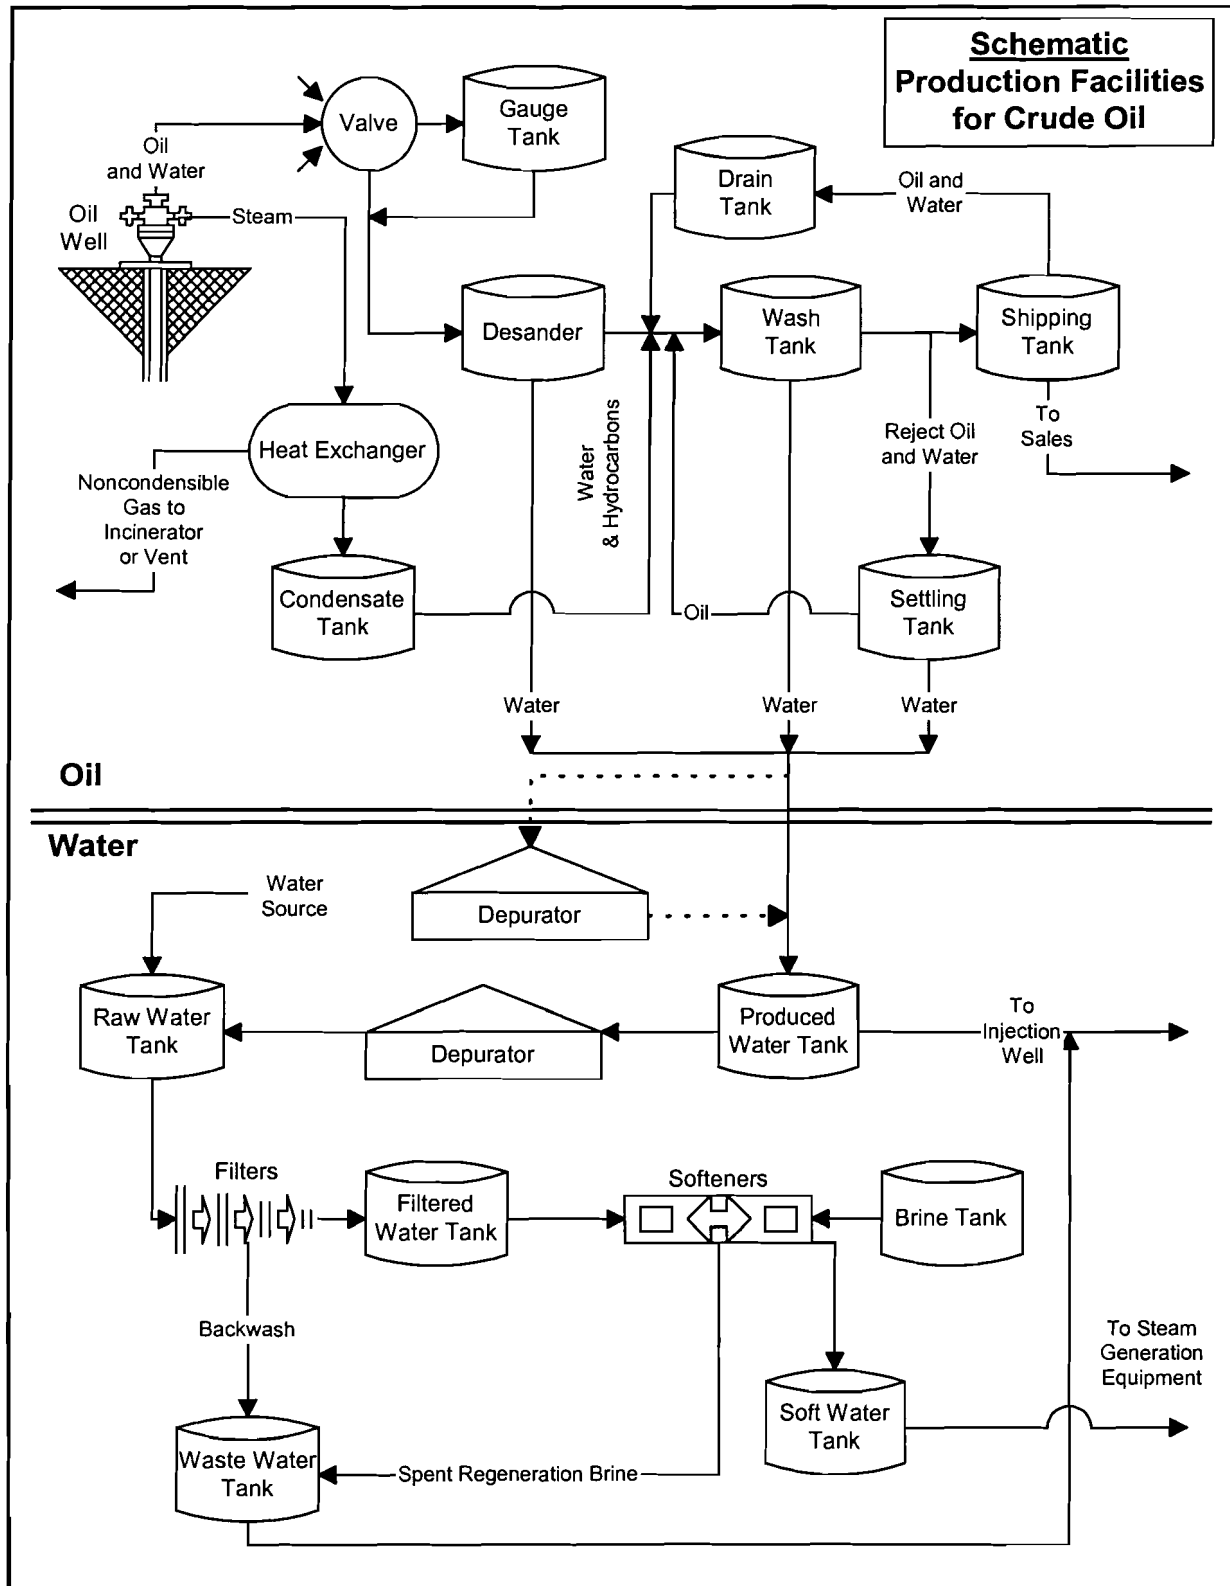 Schematic
Production Facilities
for Crude Oil
Valve
Gauge
Tank
Oil
and Water
Drain
Tank
Oil and
Water
Oil
Well
Steam
Desander
Wash
Tank
Shipping
Tank
To
Sales
Heat Exchanger
Water
& Hydrocarbons
Reject Oil
and Water
Noncondensible
Gas to
Incinerator
or Vent
Condensate
Tank
Oil
Settling
Tank
Water
Water
Water
Oil
Water
Water
Source
Depurator
Raw Water
Tank
Depurator
Produced
Water Tank
To
Injection
Well
Filters
Filtered
Water Tank
Softeners
Brine Tank
Backwash
To Steam
Generation
Equipment
Soft Water
Tank
Waste Water
Tank
Spent Regeneration Brine